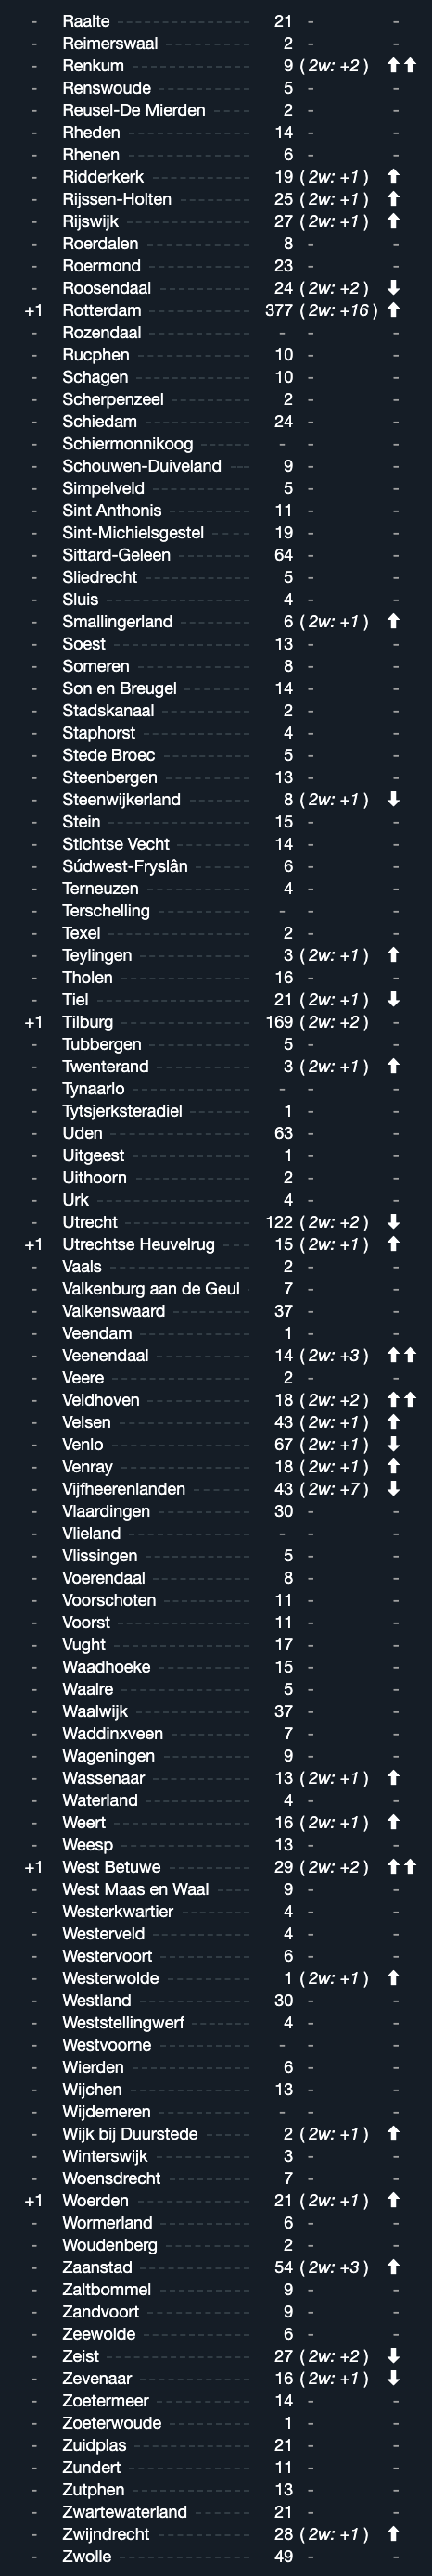 - Raalte 21 - -
- Reimerswaal 2 - -
- Renkum 9 ( 2w: +2 ) ⬆⬆
- Renswoude 5 - -
- Reusel-De Mierden 2 - -
- Rheden 14 - -
- Rhenen 6 - -
- Ridderkerk 19 ( 2w: +1 ) ⬆
- Rijssen-Holten 25 ( 2w: +1 ) ⬆
- Rijswijk 27 ( 2w: +1 ) ⬆
- Roerdalen 8 - -
- Roermond 23 - -
- Roosendaal 24 ( 2w: +2 ) ⬇
+1 Rotterdam 377 ( 2w: +16 ) ⬆
- Rozendaal - - -
- Rucphen 10 - -
- Schagen 10 - -
- Scherpenzeel 2 - -
- Schiedam 24 - -
- Schiermonnikoog - - -
- Schouwen-Duiveland 9 - -
- Simpelveld 5 - -
- Sint Anthonis 11 - -
- Sint-Michielsgestel 19 - -
- Sittard-Geleen 64 - -
- Sliedrecht 5 - -
- Sluis 4 - -
- Smallingerland 6 ( 2w: +1 ) ⬆
- Soest 13 - -
- Someren 8 - -
- Son en Breugel 14 - -
- Stadskanaal 2 - -
- Staphorst 4 - -
- Stede Broec 5 - -
- Steenbergen 13 - -
- Steenwijkerland 8 ( 2w: +1 ) ⬇
- Stein 15 - -
- Stichtse Vecht 14 - -
- Súdwest-Fryslân 6 - -
- Terneuzen 4 - -
- Terschelling - - -
- Texel 2 - -
- Teylingen 3 ( 2w: +1 ) ⬆
- Tholen 16 - -
- Tiel 21 ( 2w: +1 ) ⬇
+1 Tilburg 169 ( 2w: +2 ) -
- Tubbergen 5 - -
- Twenterand 3 ( 2w: +1 ) ⬆
- Tynaarlo - - -
- Tytsjerksteradiel 1 - -
- Uden 63 - -
- Uitgeest 1 - -
- Uithoorn 2 - -
- Urk 4 - -
- Utrecht 122 ( 2w: +2 ) ⬇
+1 Utrechtse Heuvelrug 15 ( 2w: +1 ) ⬆
- Vaals 2 - -
- Valkenburg aan de Geul 7 - -
- Valkenswaard 37 - -
- Veendam 1 - -
- Veenendaal 14 ( 2w: +3 ) ⬆⬆
- Veere 2 - -
- Veldhoven 18 ( 2w: +2 ) ⬆⬆
- Velsen 43 ( 2w: +1 ) ⬆
- Venlo 67 ( 2w: +1 ) ⬇
- Venray 18 ( 2w: +1 ) ⬆
- Vijfheerenlanden 43 ( 2w: +7 ) ⬇
- Vlaardingen 30 - -
- Vlieland - - -
- Vlissingen 5 - -
- Voerendaal 8 - -
- Voorschoten 11 - -
- Voorst 11 - -
- Vught 17 - -
- Waadhoeke 15 - -
- Waalre 5 - -
- Waalwijk 37 - -
- Waddinxveen 7 - -
- Wageningen 9 - -
- Wassenaar 13 ( 2w: +1 ) ⬆
- Waterland 4 - -
- Weert 16 ( 2w: +1 ) ⬆
- Weesp 13 - -
+1 West Betuwe 29 ( 2w: +2 ) ⬆⬆
- West Maas en Waal 9 - -
- Westerkwartier 4 - -
- Westerveld 4 - -
- Westervoort 6 - -
- Westerwolde 1 ( 2w: +1 ) ⬆
- Westland 30 - -
- Weststellingwerf 4 - -
- Westvoorne - - -
- Wierden 6 - -
- Wijchen 13 - -
- Wijdemeren - - -
- Wijk bij Duurstede 2 ( 2w: +1 ) ⬆
- Winterswijk 3 - -
- Woensdrecht 7 - -
+1 Woerden 21 ( 2w: +1 ) ⬆
- Wormerland 6 - -
- Woudenberg 2 - -
- Zaanstad 54 ( 2w: +3 ) ⬆
- Zaltbommel 9 - -
- Zandvoort 9 - -
- Zeewolde 6 - -
- Zeist 27 ( 2w: +2 ) ⬇
- Zevenaar 16 ( 2w: +1 ) ⬇
- Zoetermeer 14 - -
- Zoeterwoude 1 - -
- Zuidplas 21 - -
- Zundert 11 - -
- Zutphen 13 - -
- Zwartewaterland 21 - -
- Zwijndrecht 28 ( 2w: +1 ) ⬆
- Zwolle 49 - -